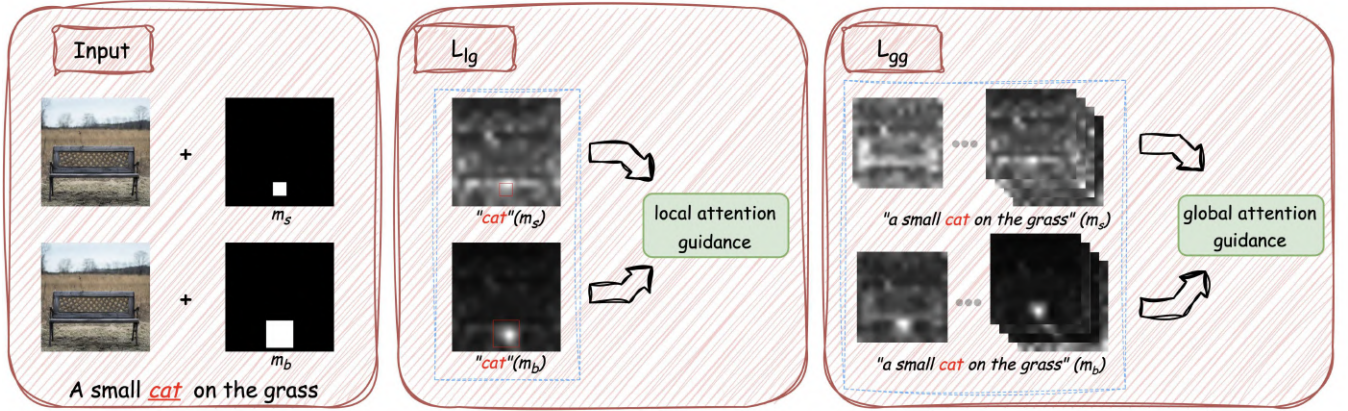 Input
+
m_s
+
m_b
A small cat on the grass
L_lg
"cat"(m_s)
"cat"(m_b)
local attention
guidance
L_gg
"a small cat on the grass" (m_s)
"a small cat on the grass" (m_b)
global attention
guidance